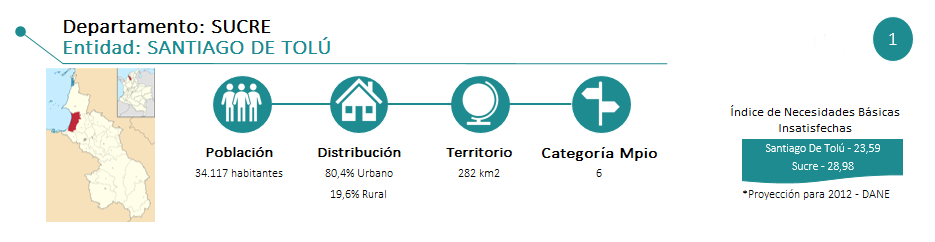 Departamento: SUCRE
Entidad: SANTIAGO DE TOLÚ
1
Población
34.117 habitantes
Distribución
80,4% Urbano
19,6% Rural
Territorio
282 km2
Categoría Mpio
6
Índice de Necesidades Básicas
Insatisfechas
Santiago De Tolú - 23,59
Sucre - 28,98
*Proyección para 2012 - DANE